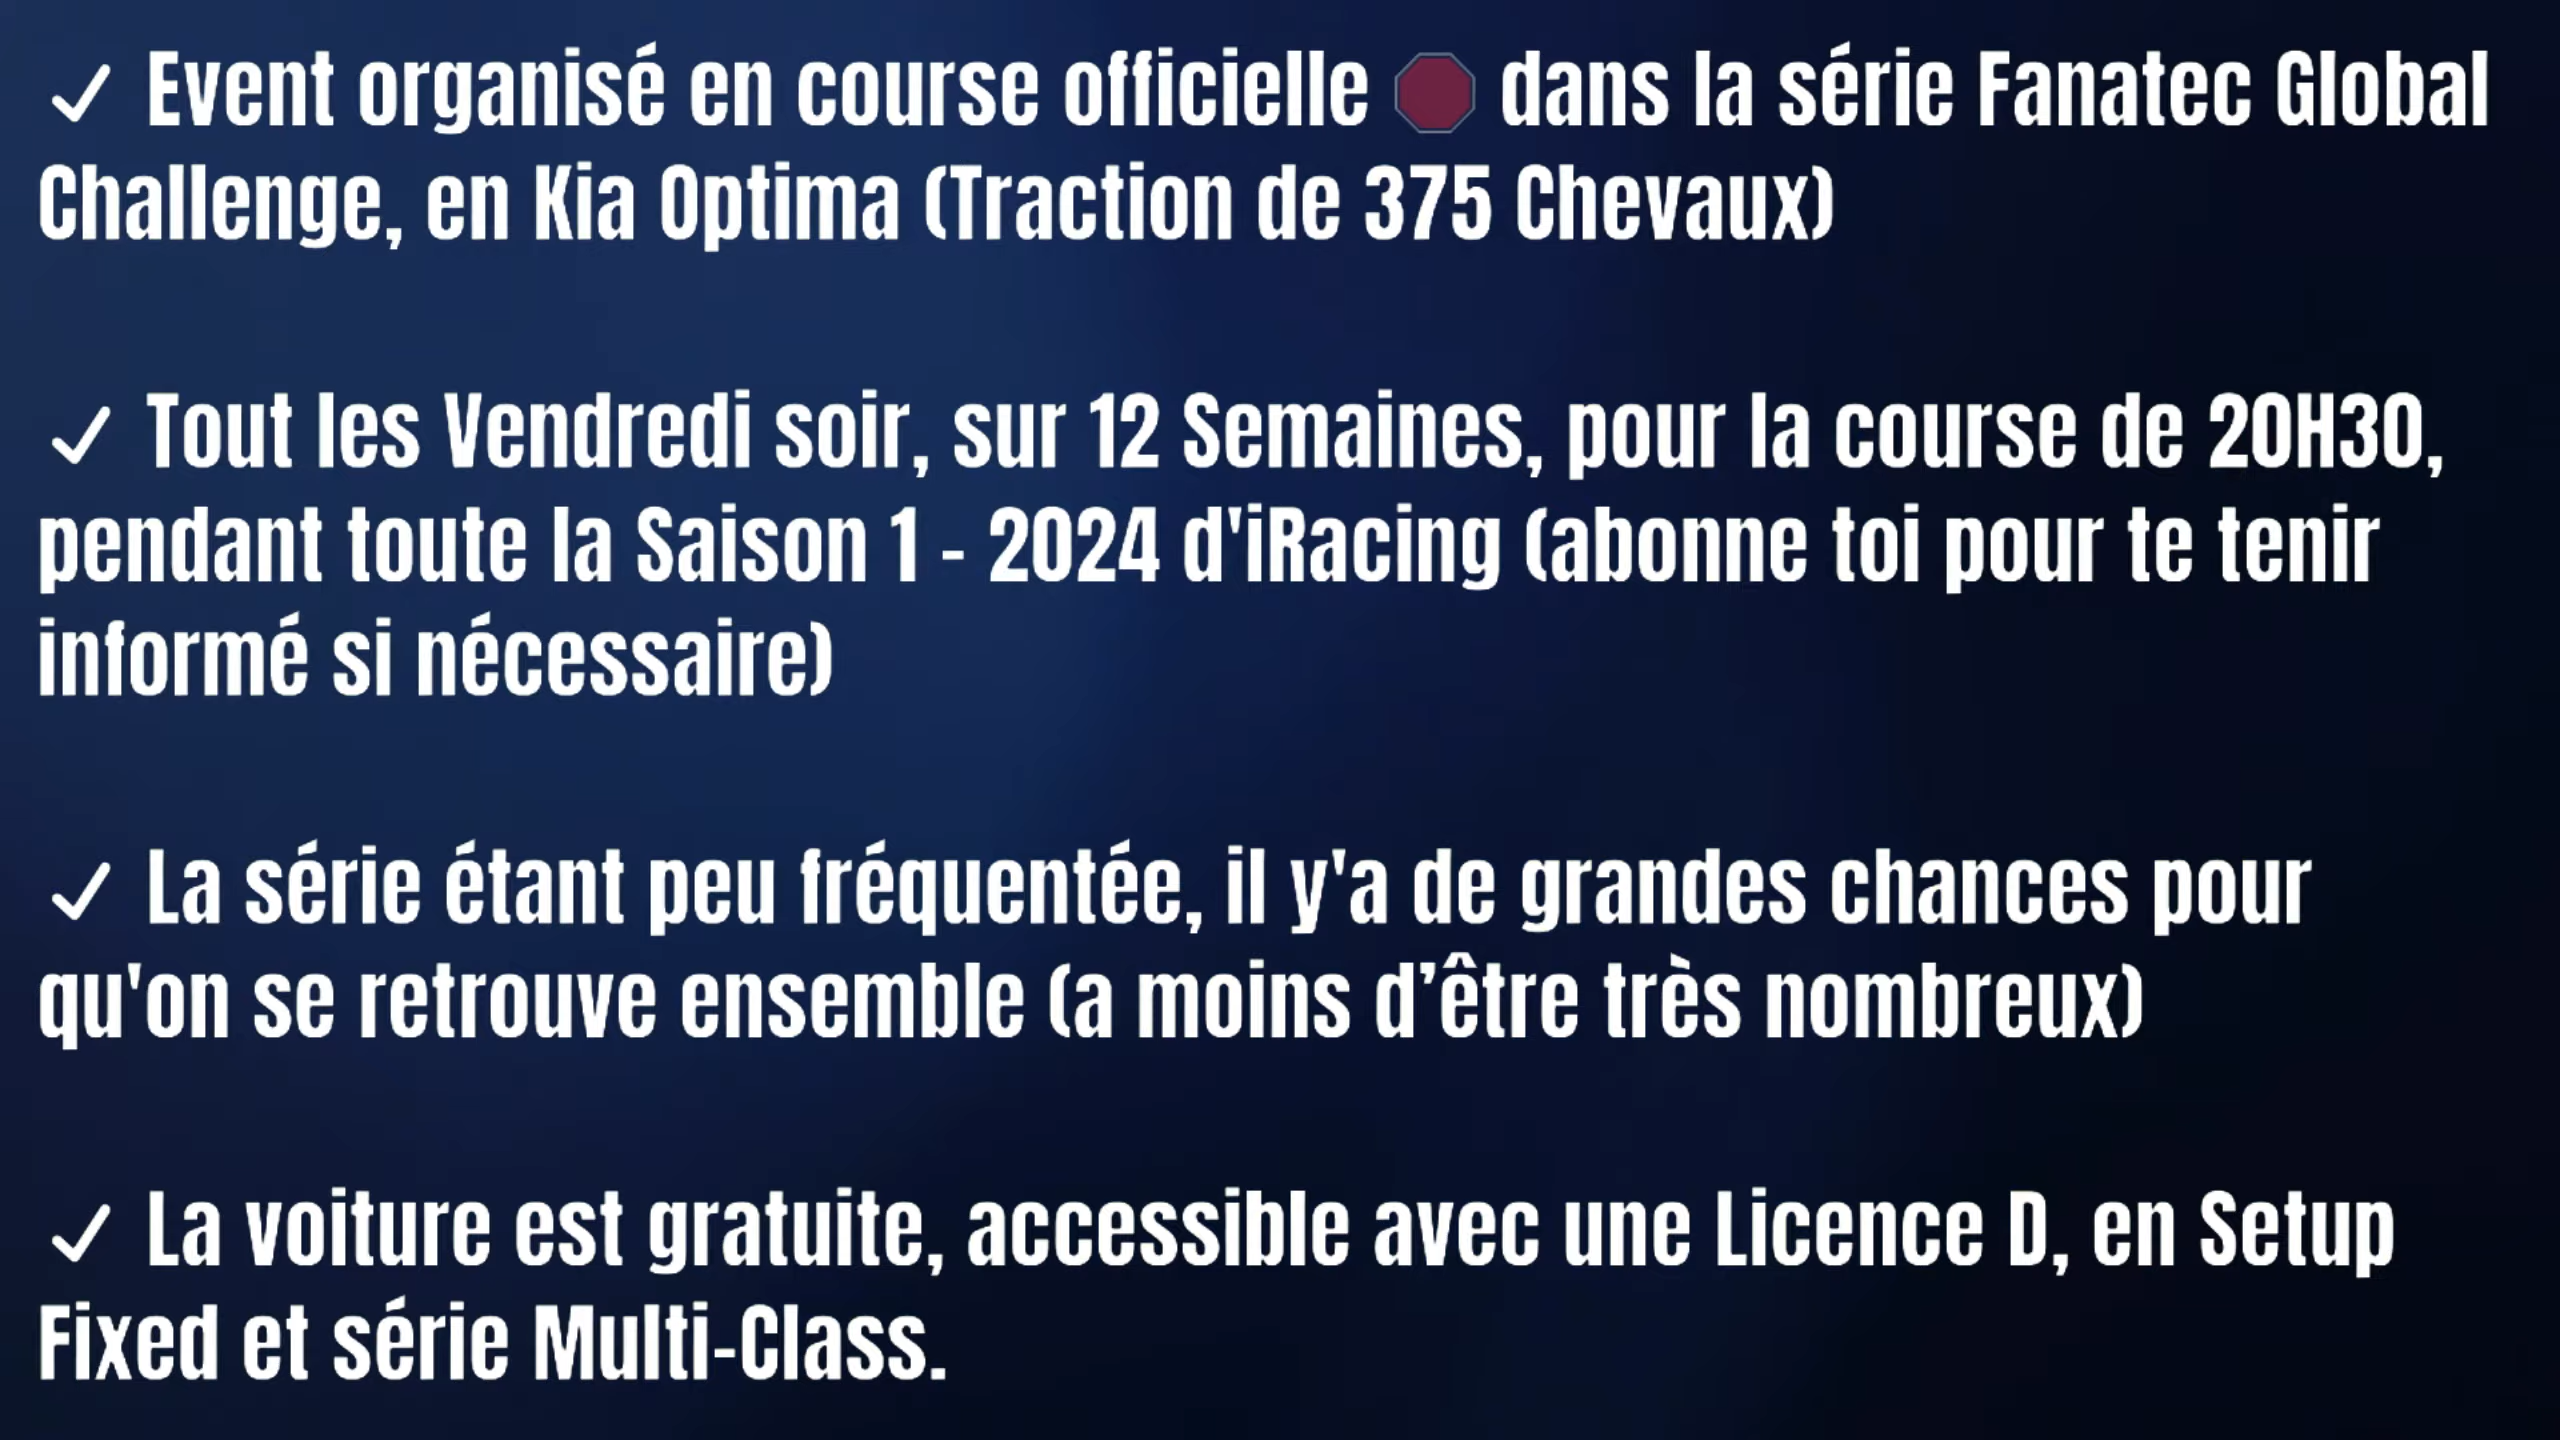 ✓ Event organisé en course officielle 🛑 dans la série Fanatec Global
Challenge, en Kia Optima (Traction de 375 Chevaux)
✓ Tout les Vendredi soir, sur 12 Semaines, pour la course de 20H30,
pendant toute la Saison 1 - 2024 d'iRacing (abonne toi pour te tenir
informé si nécessaire)
✓ La série étant peu fréquentée, il y'a de grandes chances pour
qu'on se retrouve ensemble (a moins d’être très nombreux)
✓ La voiture est gratuite, accessible avec une Licence D, en Setup
Fixed et série Multi-Class.